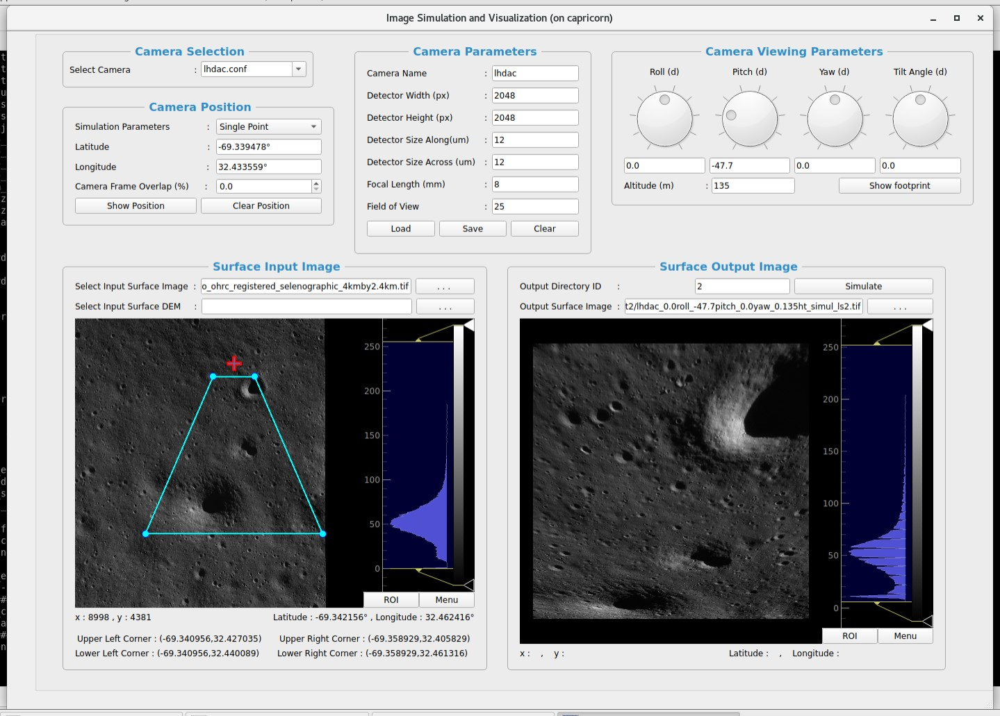 Image Simulation and Visualization (on capricorn)
Camera Selection
Select Camera : lhdac.conf
Camera Position
Simulation Parameters : Single Point
Latitude : -69.339478°
Longitude : 32.433559°
Camera Frame Overlap (%) : 0.0
Show Position Clear Position
Camera Parameters
Camera Name : lhdac
Detector Width (px) : 2048
Detector Height (px) : 2048
Detector Size Along(um) : 12
Detector Size Across (um) : 12
Focal Length (mm) : 8
Field of View : 25
Load Save Clear
Camera Viewing Parameters
Roll (d) Pitch (d) Yaw (d) Tilt Angle (d)
0.0 -47.7 0.0 0.0
Altitude (m) : 135 Show footprint
Surface Input Image
Select Input Surface Image : o_ohrc_registered_selenographic_4kmby2.4km.tif ...
Select Input Surface DEM : ...
250
200
150
100
50
0
ROI Menu
x : 8998 , y : 4381 Latitude : -69.342156° , Longitude : 32.462416°
Upper Left Corner : (-69.340956,32.427035) Upper Right Corner : (-69.358929,32.405829)
Lower Left Corner : (-69.340956,32.440089) Lower Right Corner : (-69.358929,32.461316)
Surface Output Image
Output Directory ID : 2 Simulate
Output Surface Image : t2/lhdac_0.0roll_-47.7pitch_0.0yaw_0.135ht_simul_ls2.tif ...
250
200
150
100
50
0
ROI Menu
x : , y : Latitude : , Longitude :